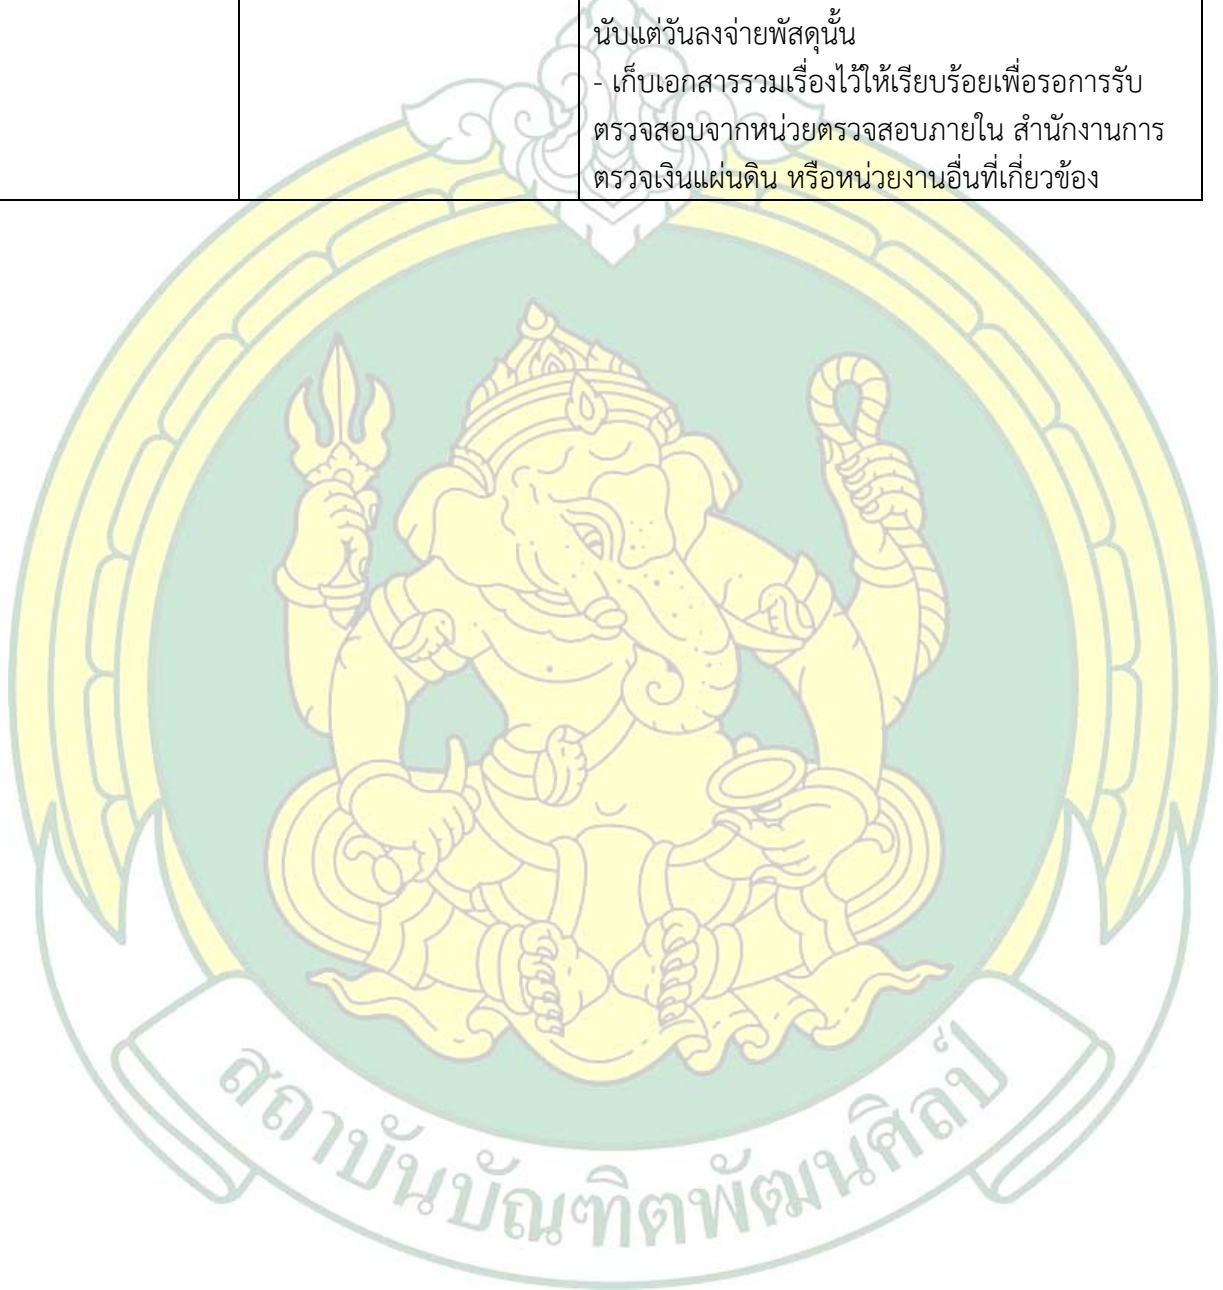 นับแต่วันลงจ่ายพัสดุนั้น
- เก็บเอกสารรวมเรื่องไว้ให้เรียบร้อยเพื่อรอการรับ
ตรวจสอบจากหน่วยตรวจสอบภายใน สำนักงานการ
ตรวจเงินแผ่นดิน หรือหน่วยงานอื่นที่เกี่ยวข้อง
สถาบันบัณฑิตพัฒนศิลป์